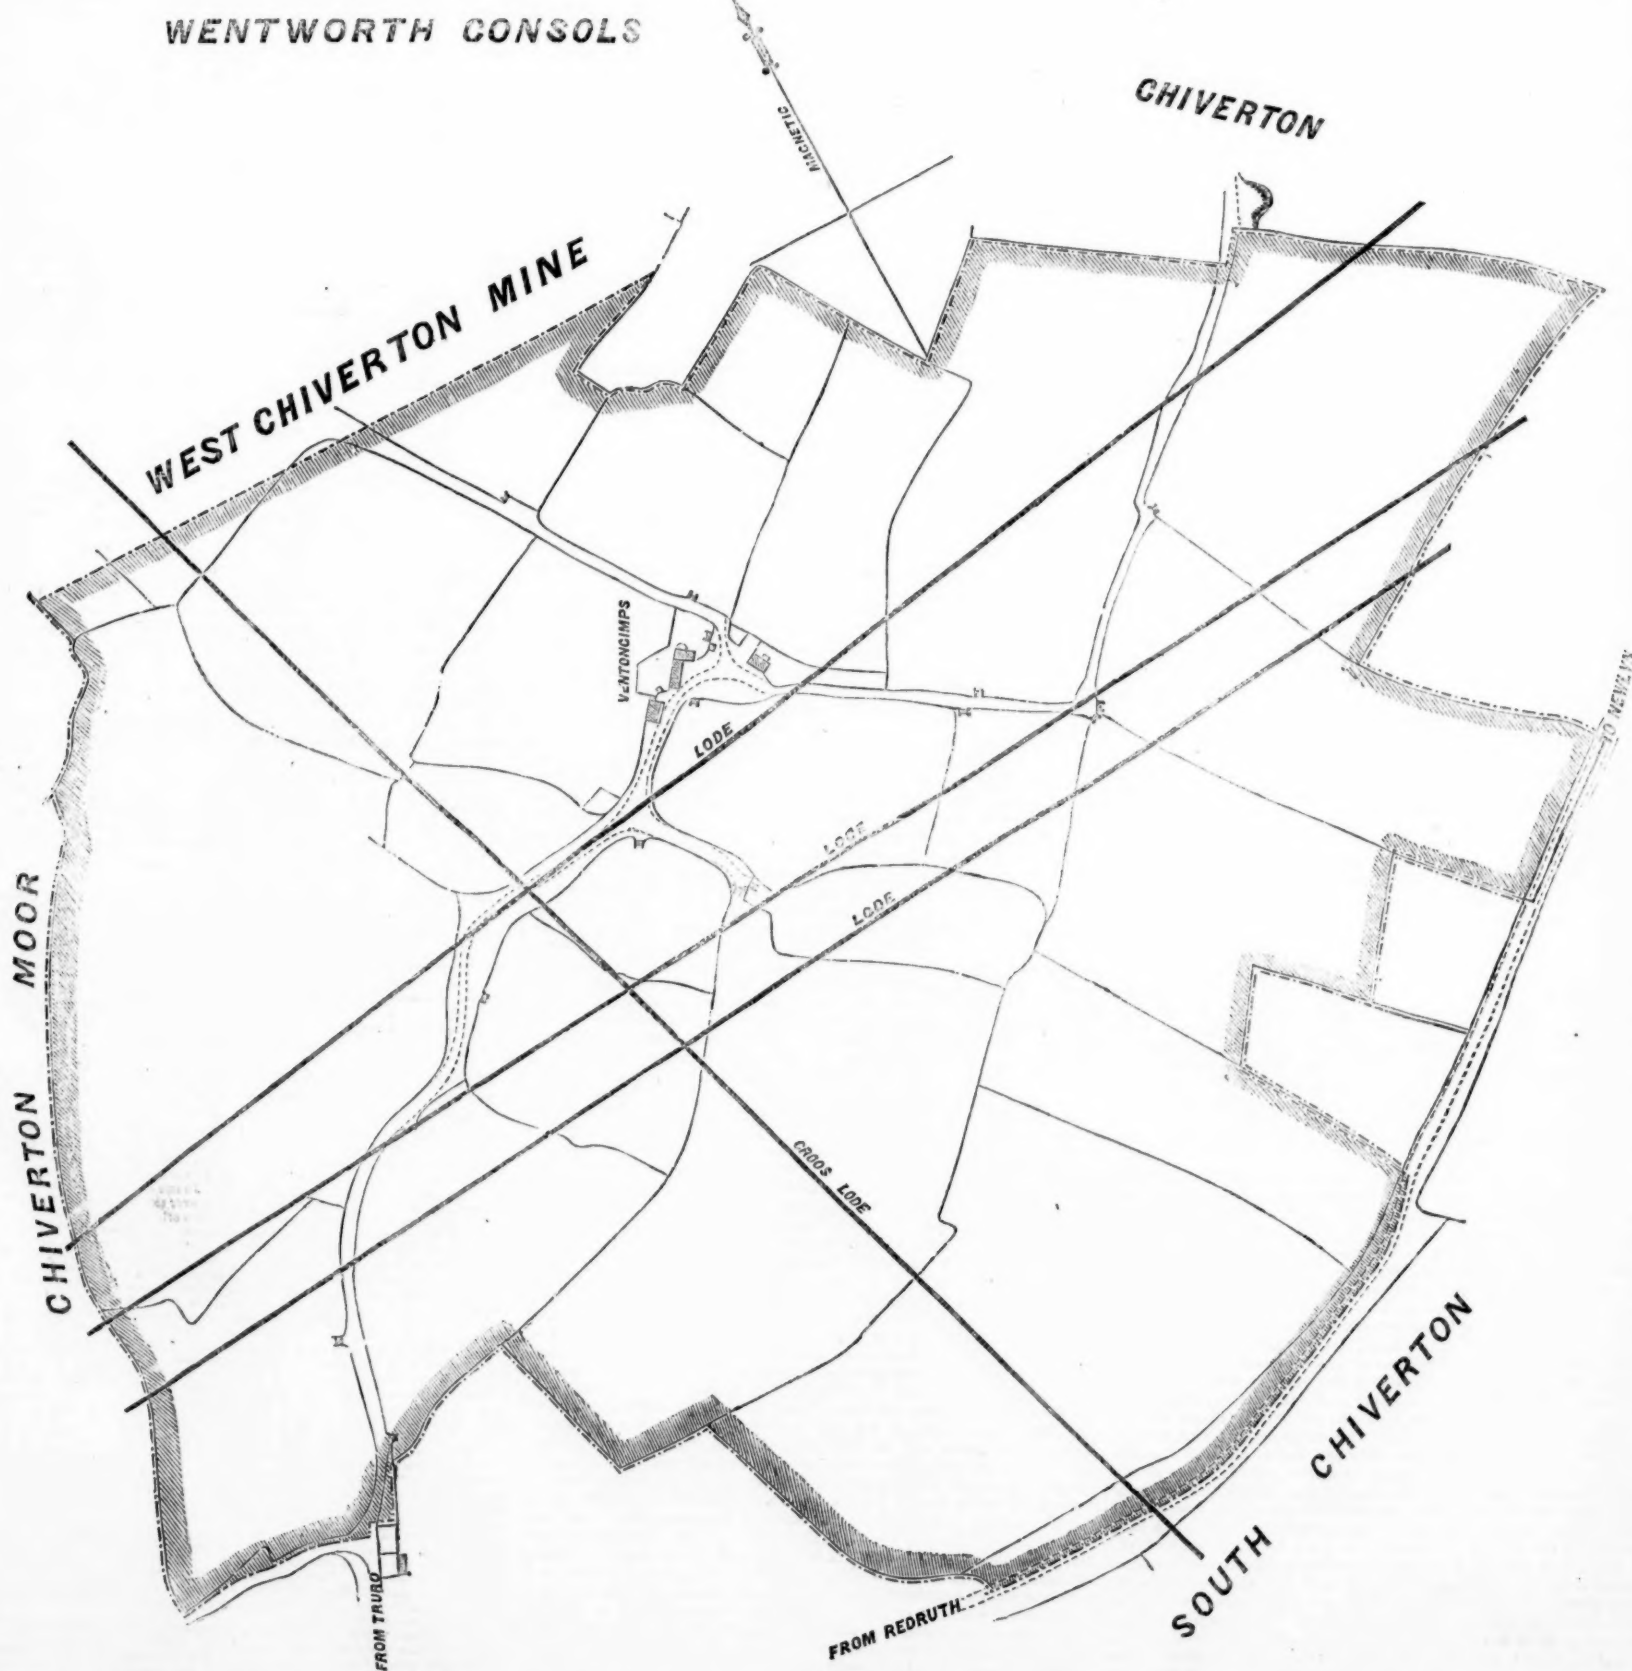 WENTWORTH CONSOLS
CHIVERTON
MAGNETIC
WEST CHIVERTON MINE
VENTONGIMPS
TO NEWLYN
LODE
LODE
LODE
CHIVERTON MOOR
CROOS LODE
SOUTH CHIVERTON
FROM TRURO
FROM REDRUTH